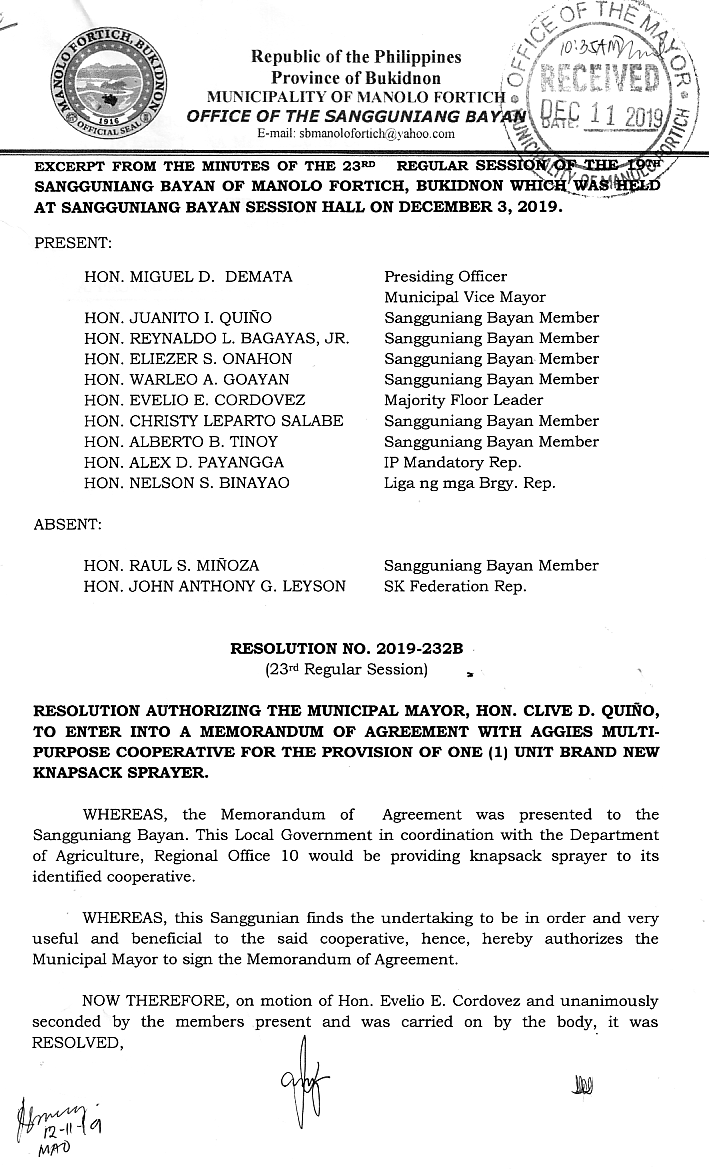 MANOLO FORTICH, BUKIDNON
1916
OFFICIAL SEAL
Republic of the Philippines
Province of Bukidnon
MUNICIPALITY OF MANOLO FORTICH
OFFICE OF THE SANGGUNIANG BAYAN
E-mail: sbmanolofortich@yahoo.com
OFFICE OF THE MAYOR
10:35AM
RECEIVED
DATE: DEC 11 2019
MUNICIPALITY OF MANOLO FORTICH
EXCERPT FROM THE MINUTES OF THE 23RD REGULAR SESSION OF THE 19TH
SANGGUNIANG BAYAN OF MANOLO FORTICH, BUKIDNON WHICH WAS HELD
AT SANGGUNIANG BAYAN SESSION HALL ON DECEMBER 3, 2019.
PRESENT:
HON. MIGUEL D. DEMATA Presiding Officer
Municipal Vice Mayor
HON. JUANITO I. QUIÑO Sangguniang Bayan Member
HON. REYNALDO L. BAGAYAS, JR. Sangguniang Bayan Member
HON. ELIEZER S. ONAHON Sangguniang Bayan Member
HON. WARLEO A. GOAYAN Sangguniang Bayan Member
HON. EVELIO E. CORDOVEZ Majority Floor Leader
HON. CHRISTY LEPARTO SALABE Sangguniang Bayan Member
HON. ALBERTO B. TINOY Sangguniang Bayan Member
HON. ALEX D. PAYANGGA IP Mandatory Rep.
HON. NELSON S. BINAYAO Liga ng mga Brgy. Rep.
ABSENT:
HON. RAUL S. MIÑOZA Sangguniang Bayan Member
HON. JOHN ANTHONY G. LEYSON SK Federation Rep.
RESOLUTION NO. 2019-232B
(23rd Regular Session)
RESOLUTION AUTHORIZING THE MUNICIPAL MAYOR, HON. CLIVE D. QUIÑO,
TO ENTER INTO A MEMORANDUM OF AGREEMENT WITH AGGIES MULTI-
PURPOSE COOPERATIVE FOR THE PROVISION OF ONE (1) UNIT BRAND NEW
KNAPSACK SPRAYER.
WHEREAS, the Memorandum of Agreement was presented to the
Sangguniang Bayan. This Local Government in coordination with the Department
of Agriculture, Regional Office 10 would be providing knapsack sprayer to its
identified cooperative.
WHEREAS, this Sanggunian finds the undertaking to be in order and very
useful and beneficial to the said cooperative, hence, hereby authorizes the
Municipal Mayor to sign the Memorandum of Agreement.
NOW THEREFORE, on motion of Hon. Evelio E. Cordovez and unanimously
seconded by the members present and was carried on by the body, it was
RESOLVED,
12-11-19
MAO